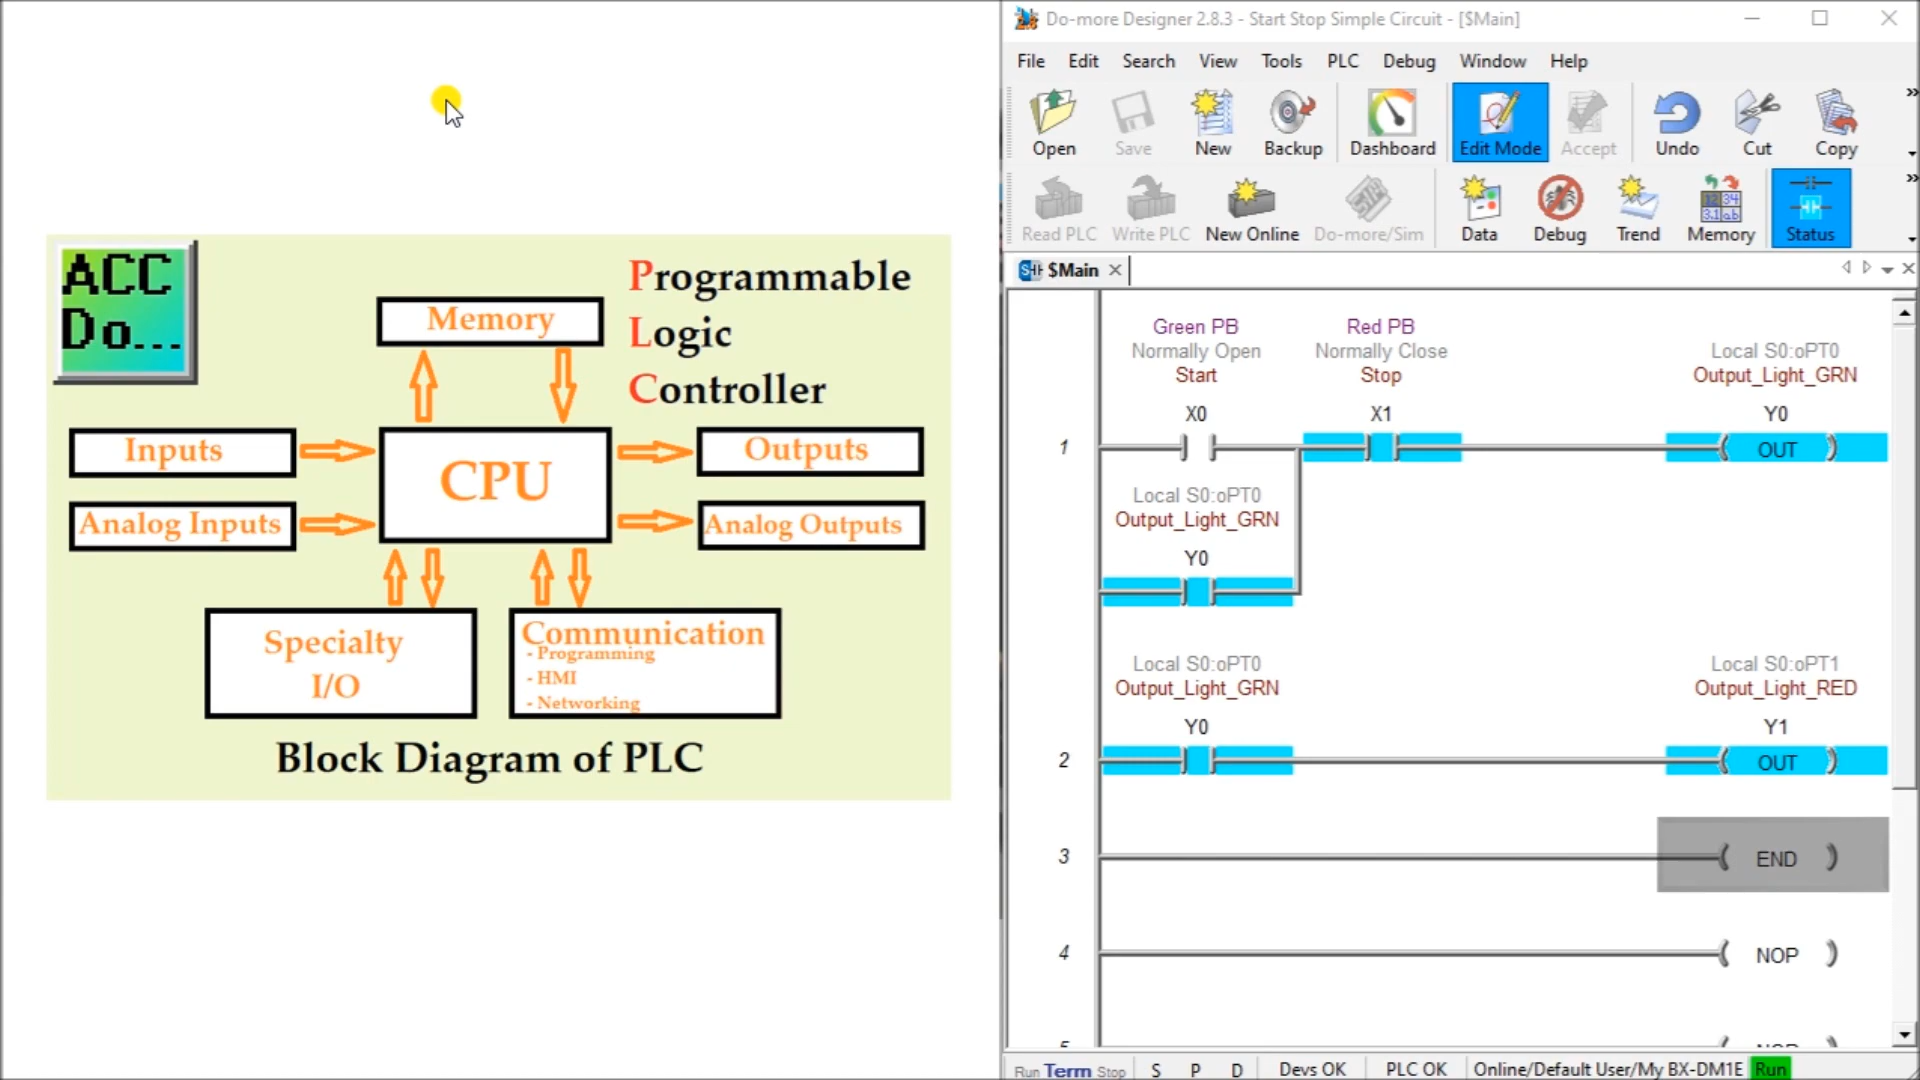 ACC
Do...
Programmable
Logic
Controller
Memory
Inputs
CPU
Outputs
Analog Inputs
Analog Outputs
Specialty
I/O
Communication
- Programming
- HMI
- Networking
Block Diagram of PLC
Do-more Designer 2.8.3 - Start Stop Simple Circuit - [$Main]
File Edit Search View Tools PLC Debug Window Help
Open Save New Backup Dashboard Edit Mode Accept Undo Cut Copy
Read PLC Write PLC New Online Do-more/Sim Data Debug Trend Memory Status
$Main
Green PB Red PB
Normally Open Normally Close Local S0:oPT0
Start Stop Output_Light_GRN
X0 X1 Y0
1 OUT
Local S0:oPT0
Output_Light_GRN
Y0
Local S0:oPT0 Local S0:oPT1
Output_Light_GRN Output_Light_RED
Y0 Y1
2 OUT
3 END
4 NOP
Run Term Stop S P D Devs OK PLC OK Online/Default User/My BX-DM1E Run